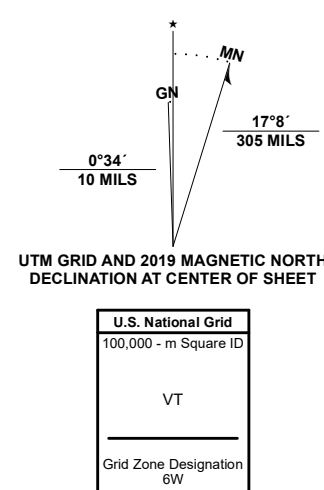 ★
MN
GN
17°8´
305 MILS
0°34´
10 MILS
UTM GRID AND 2019 MAGNETIC NORTH
DECLINATION AT CENTER OF SHEET
U.S. National Grid
100,000 - m Square ID
VT
Grid Zone Designation
6W